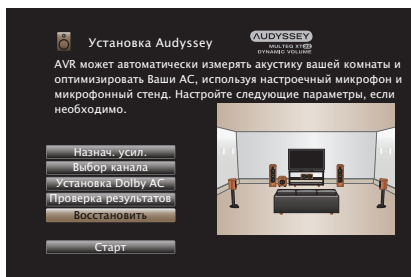 Установка Audyssey
AUDYSSEY
MULTEQ XT32
DYNAMIC VOLUME
AVR может автоматически измерять акустику вашей комнаты и
оптимизировать Ваши АС, используя настроечный микрофон и
микрофонный стенд. Настройте следующие параметры, если
необходимо.
Назнач. усил.
Выбор канала
Установка Dolby АС
Проверка результатов
Восстановить
Старт